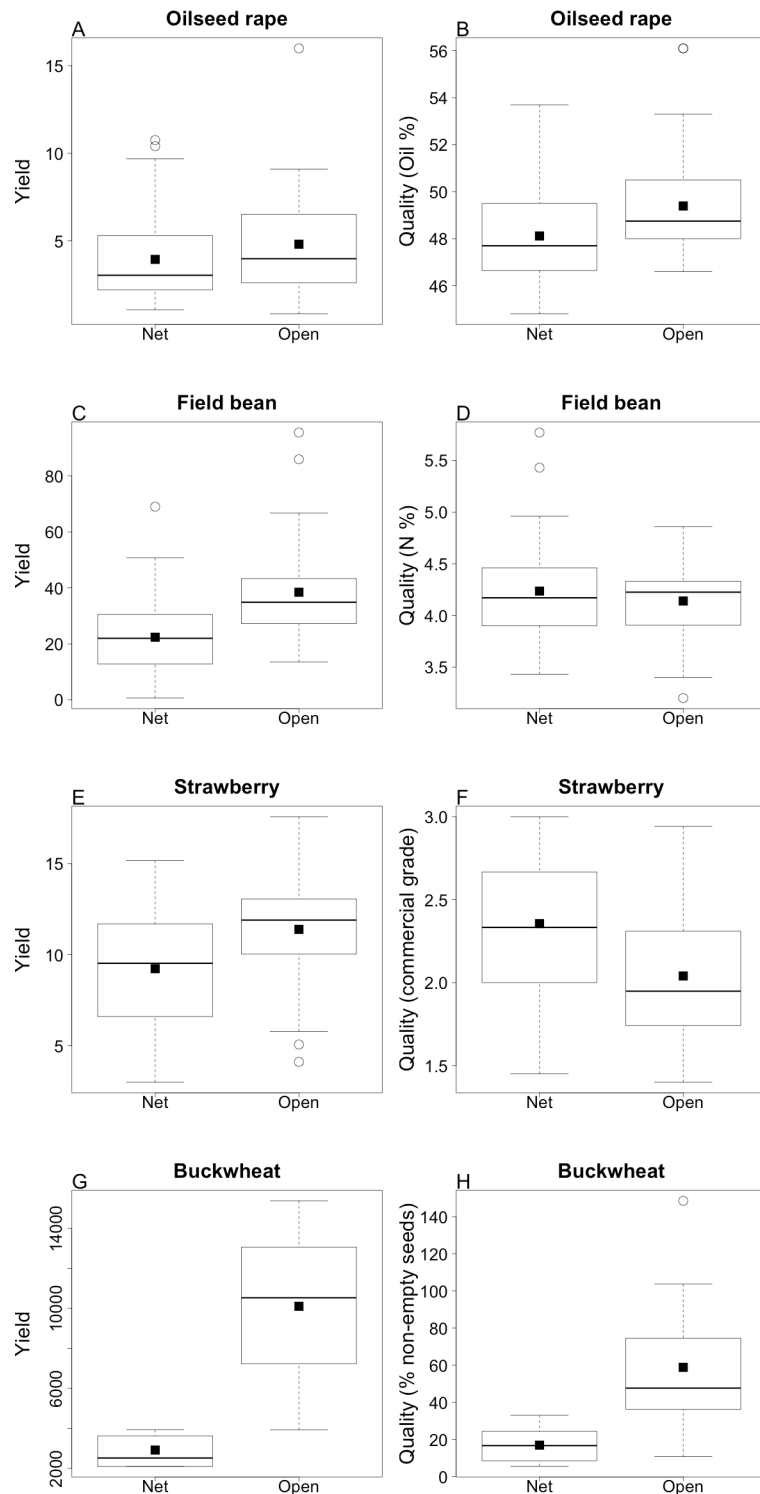 A
Oilseed rape
15
10
5
Yield
Net
Open
B
Oilseed rape
56
54
52
50
48
46
Quality (Oil %)
Net
Open
C
Field bean
80
60
40
20
0
Yield
Net
Open
D
Field bean
5.5
5.0
4.5
4.0
3.5
Quality (N %)
Net
Open
E
Strawberry
15
10
5
Yield
Net
Open
F
Strawberry
3.0
2.5
2.0
1.5
Quality (commercial grade)
Net
Open
G
Buckwheat
14000
10000
6000
2000
Yield
Net
Open
H
Buckwheat
140
120
100
80
60
40
20
0
Quality (% non-empty seeds)
Net
Open